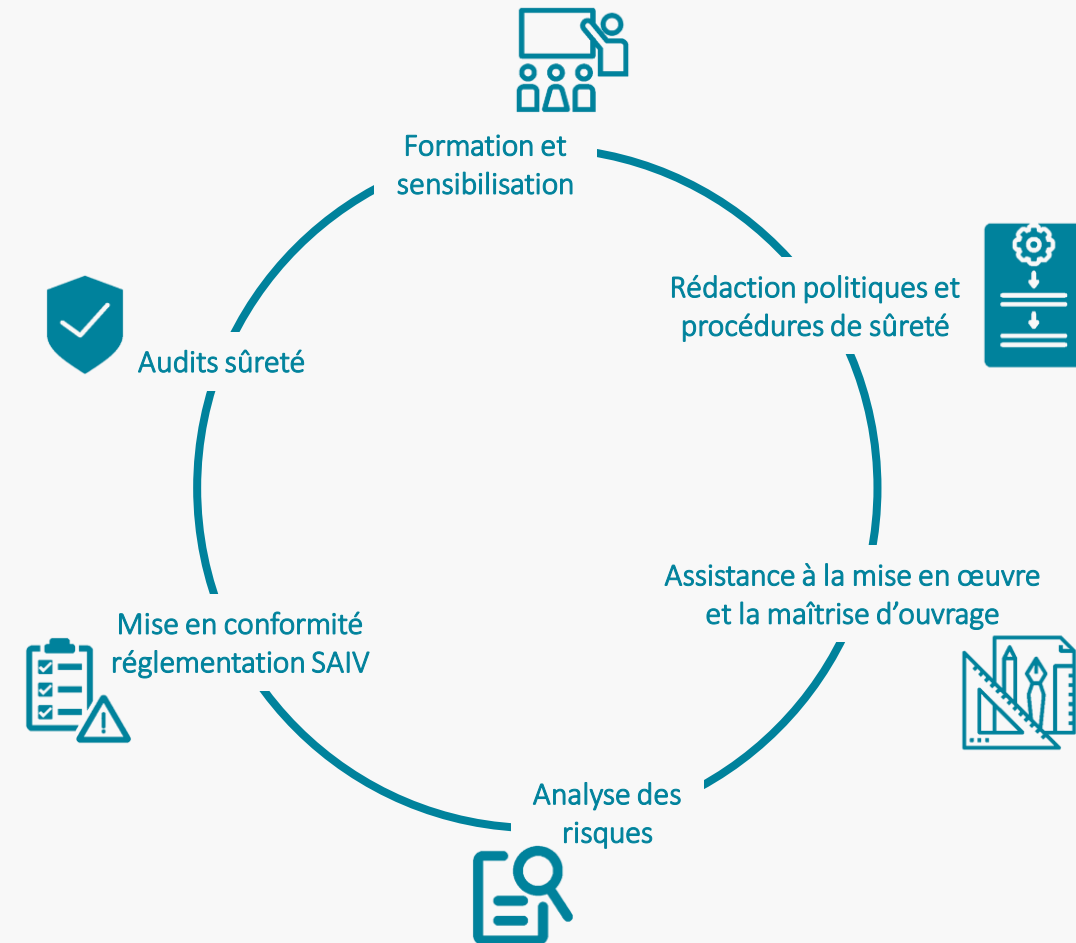 Formation et
sensibilisation
Rédaction politiques et
procédures de sûreté
Audits sûreté
Assistance à la mise en œuvre
et la maîtrise d’ouvrage
Mise en conformité
réglementation SAIV
Analyse des
risques